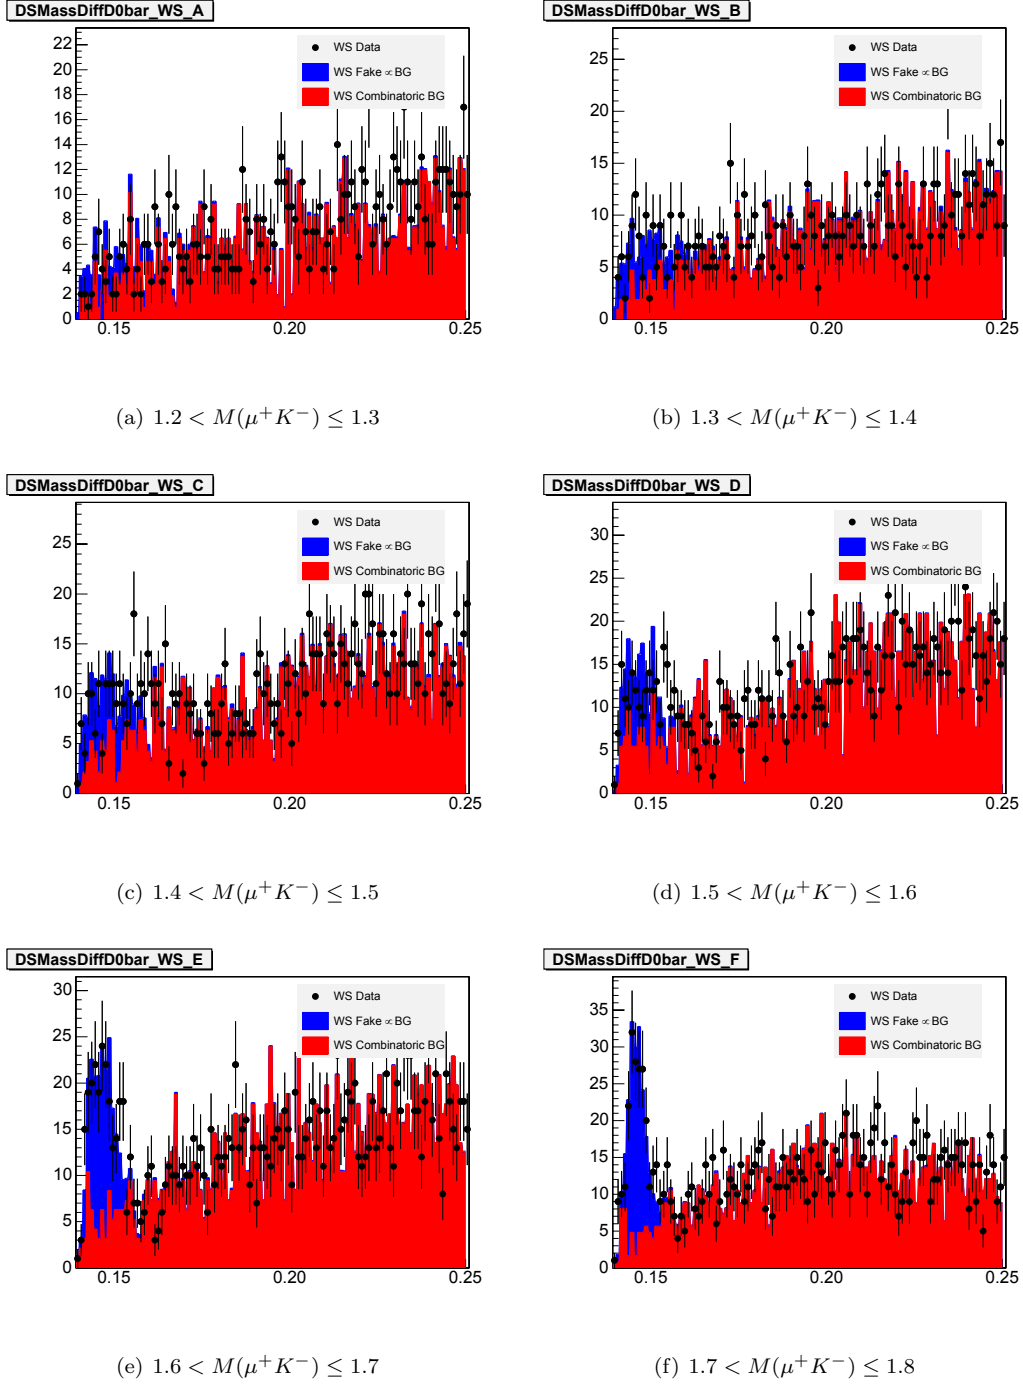 DSMassDiffD0bar_WS_A
22
20
18
16
14
12
10
8
6
4
2
0
0.15 0.20 0.25
WS Data
WS Fake ∝ BG
WS Combinatoric BG
(a) 1.2 < M(μ⁺K⁻) ≤ 1.3
DSMassDiffD0bar_WS_B
25
20
15
10
5
0
0.15 0.20 0.25
WS Data
WS Fake ∝ BG
WS Combinatoric BG
(b) 1.3 < M(μ⁺K⁻) ≤ 1.4
DSMassDiffD0bar_WS_C
25
20
15
10
5
0
0.15 0.20 0.25
WS Data
WS Fake ∝ BG
WS Combinatoric BG
(c) 1.4 < M(μ⁺K⁻) ≤ 1.5
DSMassDiffD0bar_WS_D
30
25
20
15
10
5
0
0.15 0.20 0.25
WS Data
WS Fake ∝ BG
WS Combinatoric BG
(d) 1.5 < M(μ⁺K⁻) ≤ 1.6
DSMassDiffD0bar_WS_E
30
25
20
15
10
5
0
0.15 0.20 0.25
WS Data
WS Fake ∝ BG
WS Combinatoric BG
(e) 1.6 < M(μ⁺K⁻) ≤ 1.7
DSMassDiffD0bar_WS_F
35
30
25
20
15
10
5
0
0.15 0.20 0.25
WS Data
WS Fake ∝ BG
WS Combinatoric BG
(f) 1.7 < M(μ⁺K⁻) ≤ 1.8